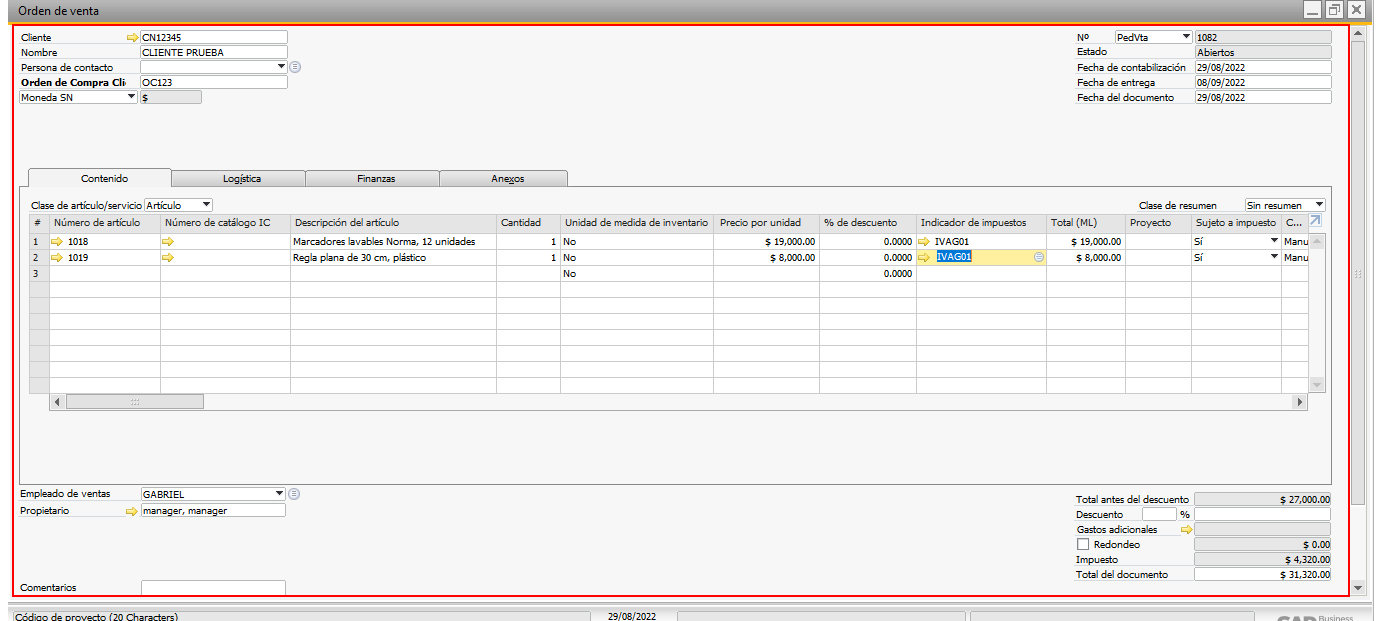 Orden de venta
Cliente CN12345
Nombre CLIENTE PRUEBA
Persona de contacto
Orden de Compra Cli OC123
Moneda SN $
Nº PedVta 1082
Estado Abiertos
Fecha de contabilización 29/08/2022
Fecha de entrega 08/09/2022
Fecha del documento 29/08/2022
Contenido Logística Finanzas Anexos
Clase de artículo/servicio Artículo Clase de resumen Sin resumen
# Número de artículo Número de catálogo IC Descripción del artículo Cantidad Unidad de medida de inventario Precio por unidad % de descuento Indicador de impuestos Total (ML) Proyecto Sujeto a impuesto C...
1 1018 Marcadores lavables Norma, 12 unidades 1 No $ 19,000.00 0.0000 IVAG01 $ 19,000.00 Sí Manu
2 1019 Regla plana de 30 cm, plástico 1 No $ 8,000.00 0.0000 IVAG01 $ 8,000.00 Sí Manu
3 No 0.0000
Empleado de ventas GABRIEL
Propietario manager, manager
Comentarios
Total antes del descuento $ 27,000.00
Descuento %
Gastos adicionales
Redondeo $ 0.00
Impuesto $ 4,320.00
Total del documento $ 31,320.00
Código de proyecto (20 Characters) 29/08/2022 SAP Business